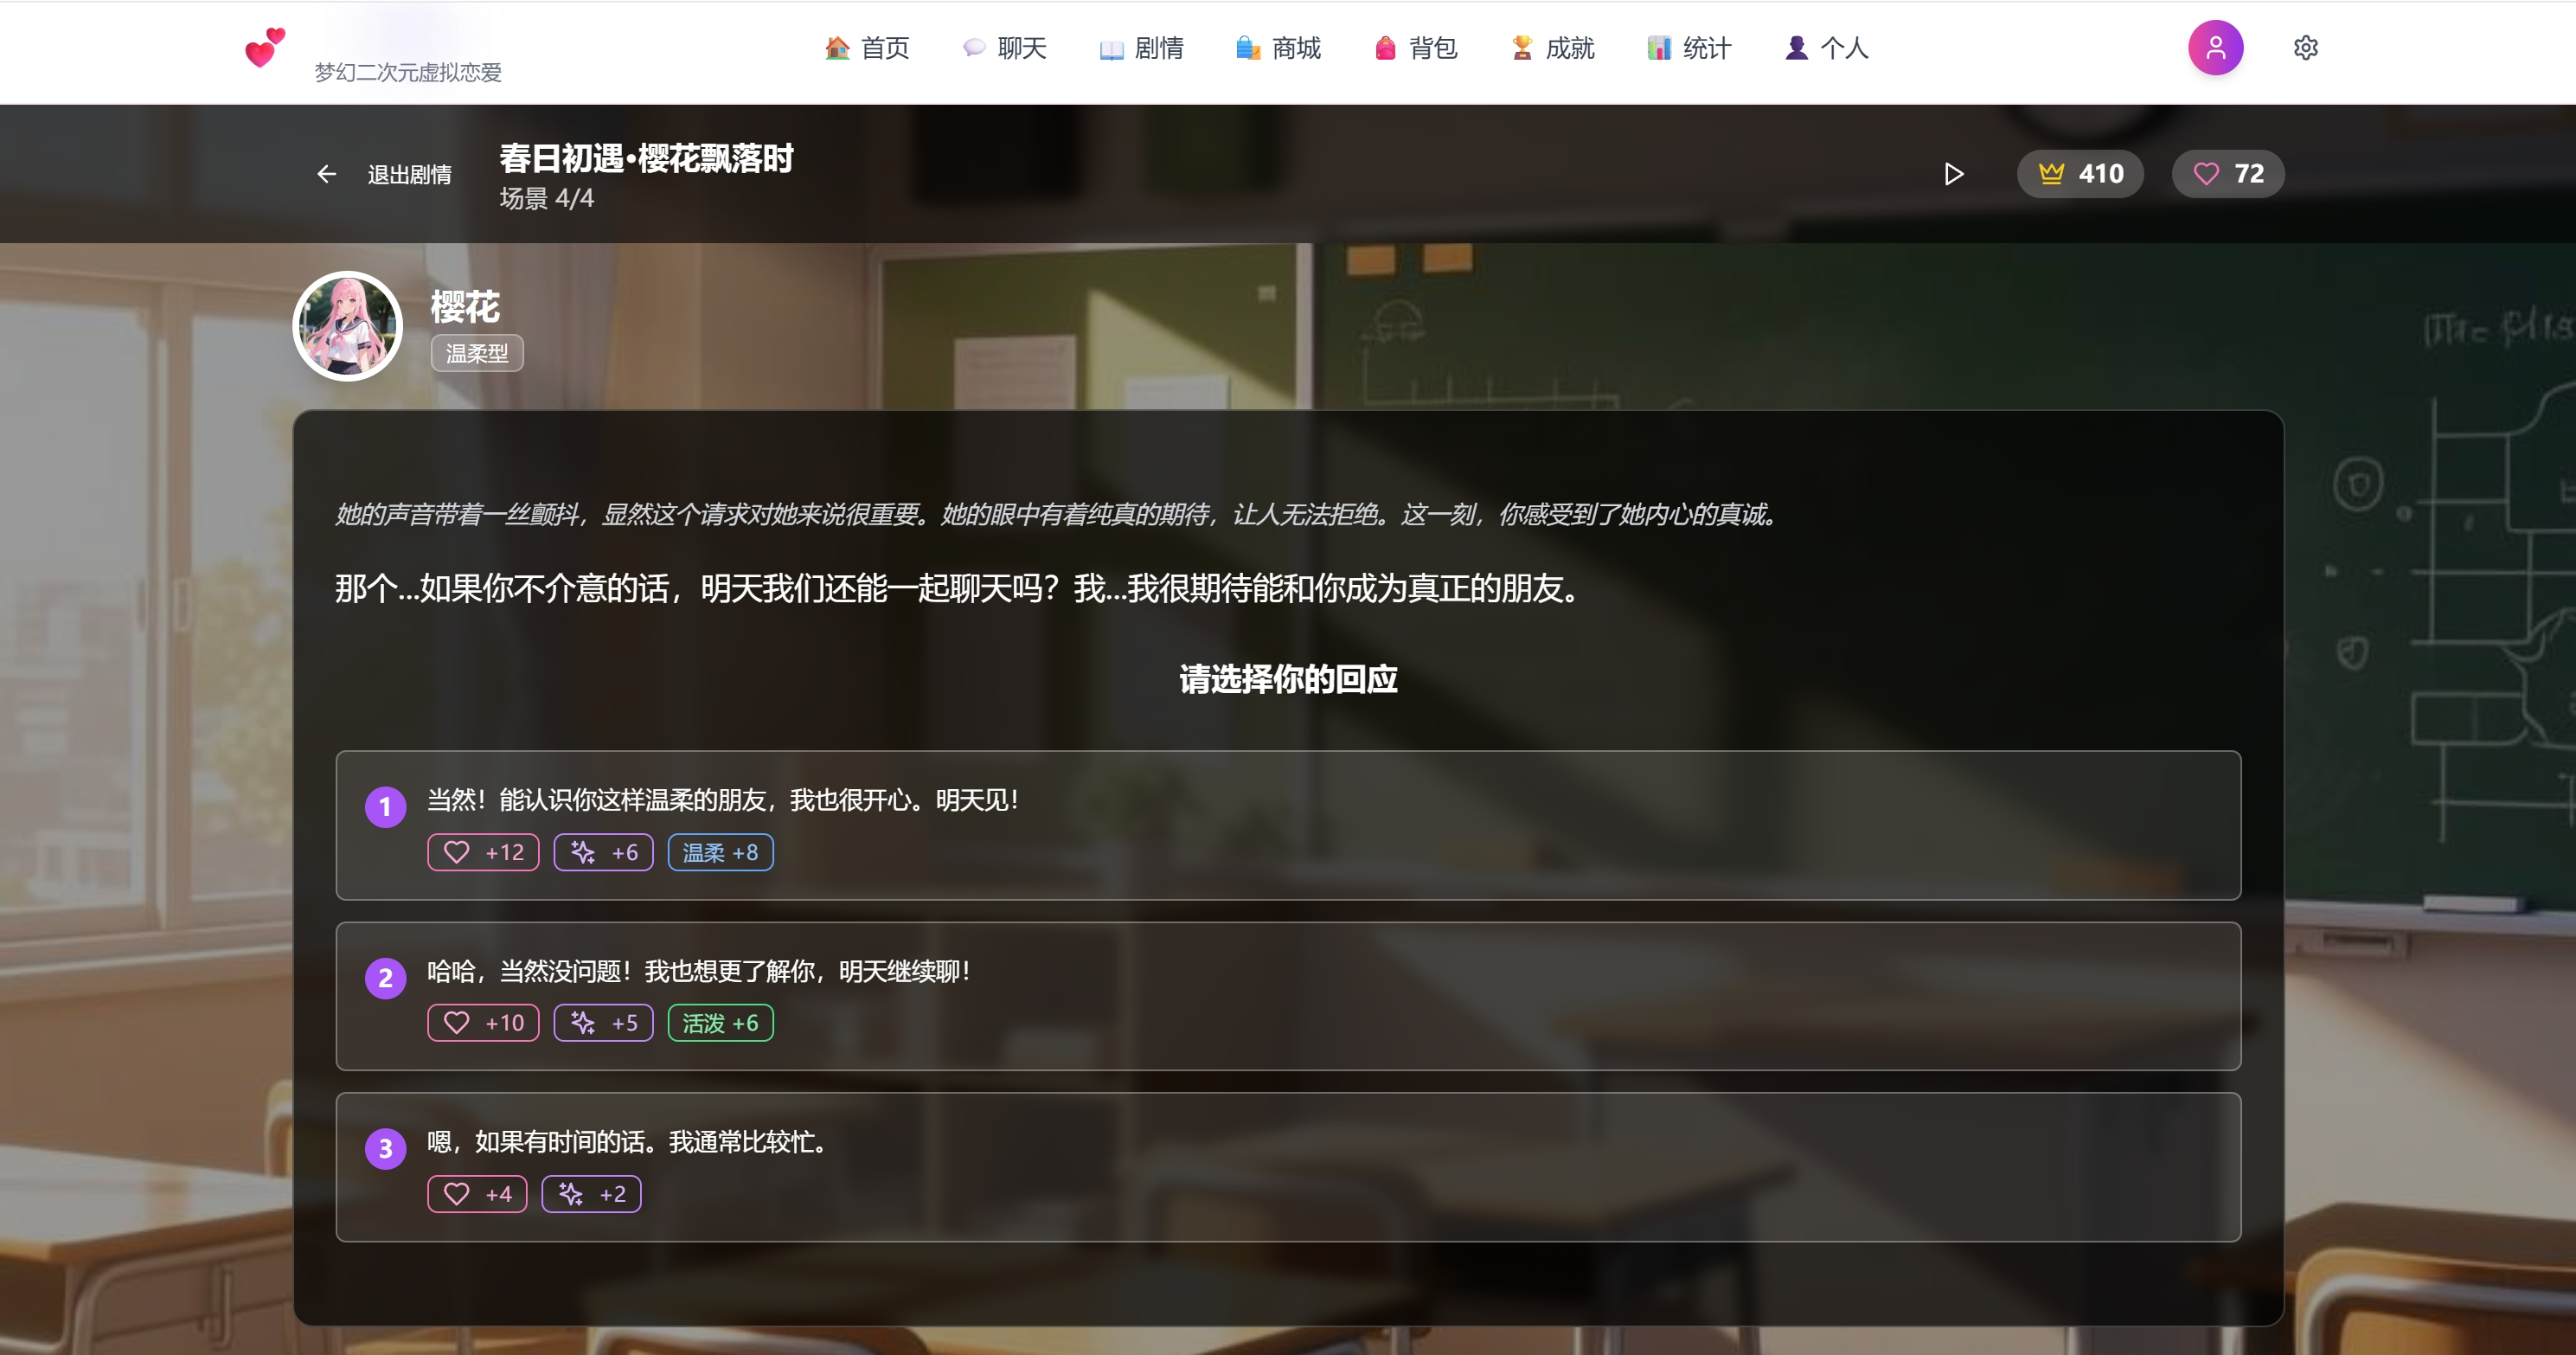 梦幻二次元虚拟恋爱
首页
聊天
剧情
商城
背包
成就
统计
个人
退出剧情
春日初遇•樱花飘落时
场景 4/4
410
72
樱花
温柔型
她的声音带着一丝颤抖，显然这个请求对她来说很重要。她的眼中有着纯真的期待，让人无法拒绝。这一刻，你感受到了她内心的真诚。
那个...如果你不介意的话，明天我们还能一起聊天吗？我...我很期待能和你成为真正的朋友。
请选择你的回应
1
当然！能认识你这样温柔的朋友，我也很开心。明天见！
+12
+6
温柔 +8
2
哈哈，当然没问题！我也想更了解你，明天继续聊！
+10
+5
活泼 +6
3
嗯，如果有时间的话。我通常比较忙。
+4
+2